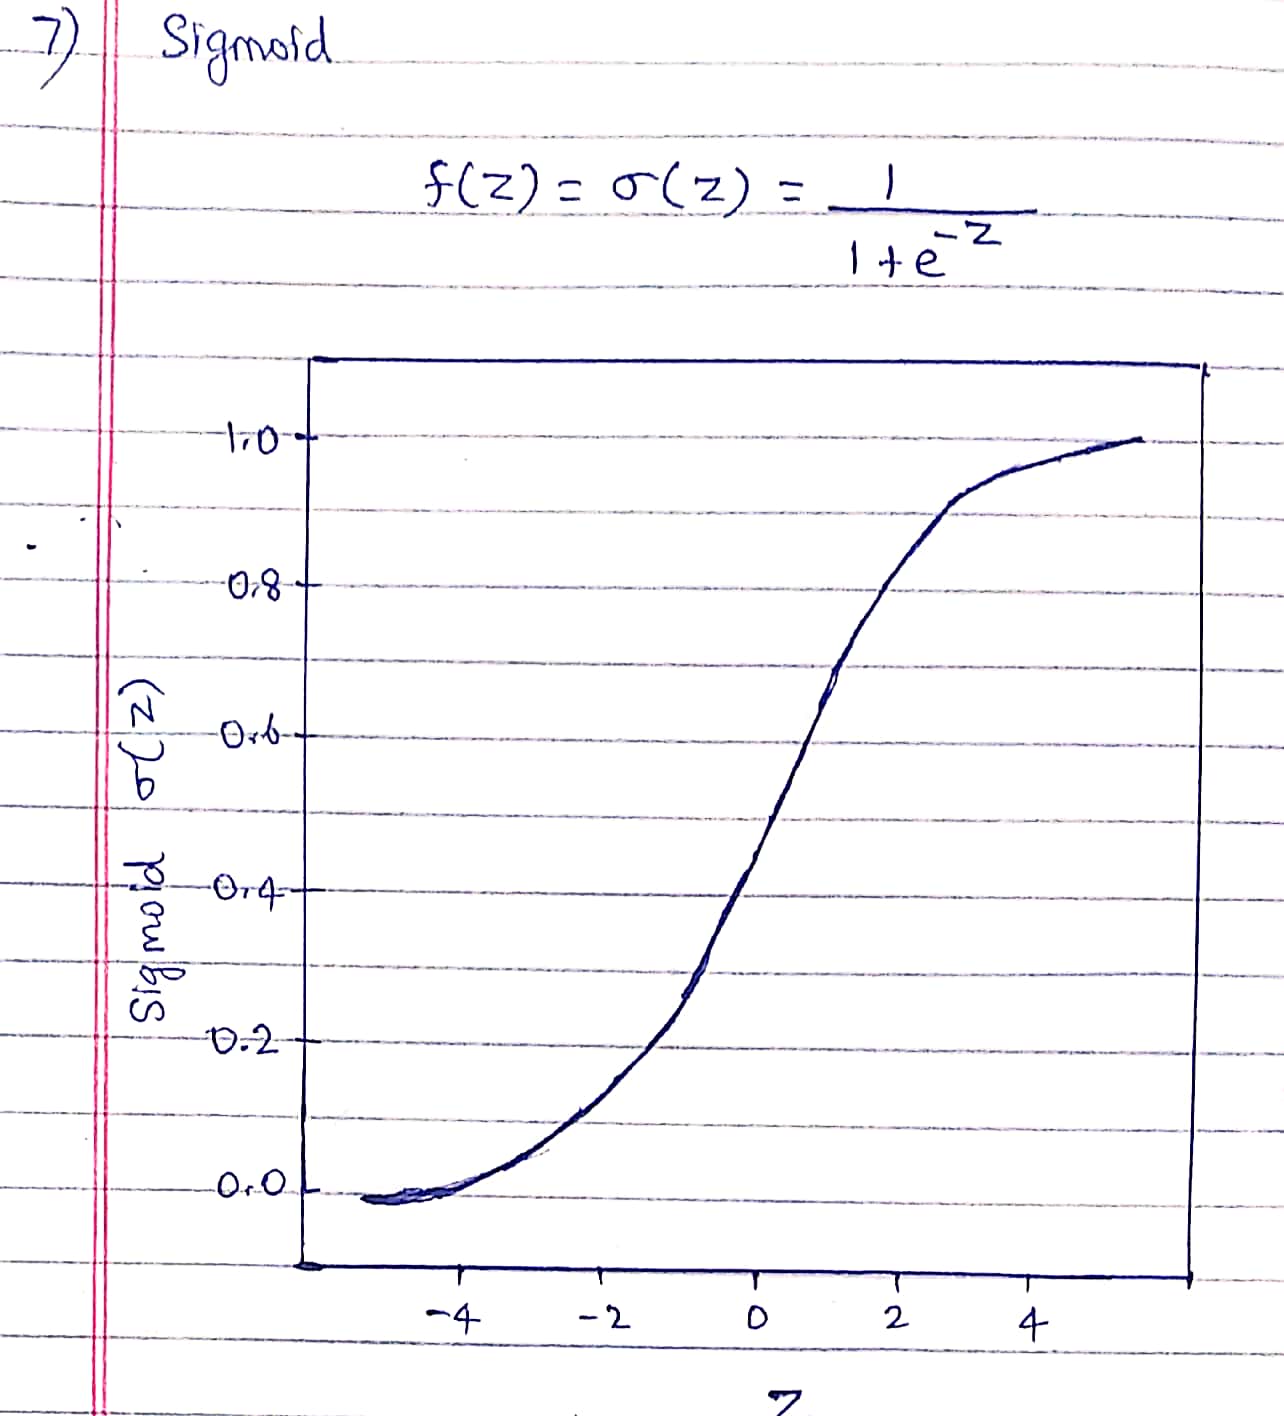 7) Sigmoid
f(z) = σ(z) = 1 / 1+e^-z
1.0
0.8
0.6
0.4
0.2
0.0
Sigmoid σ(z)
-4 -2 0 2 4
z